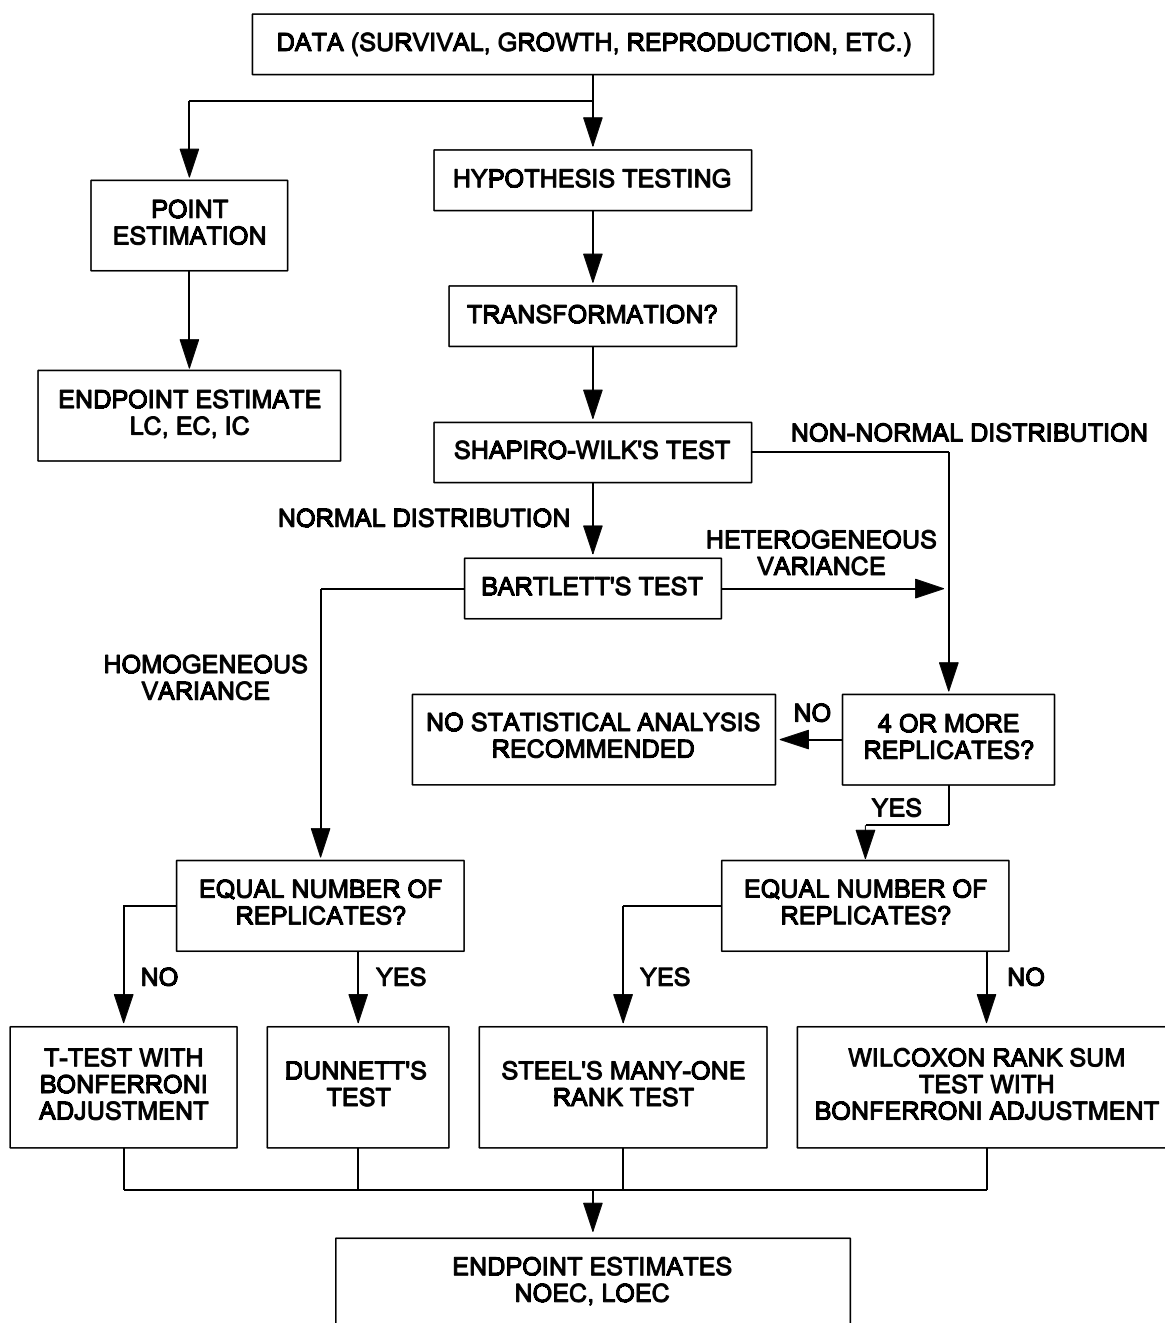 DATA (SURVIVAL, GROWTH, REPRODUCTION, ETC.)
HYPOTHESIS TESTING
POINT
ESTIMATION
TRANSFORMATION?
ENDPOINT ESTIMATE
LC, EC, IC
SHAPIRO-WILK'S TEST
NON-NORMAL DISTRIBUTION
NORMAL DISTRIBUTION
HETEROGENEOUS
VARIANCE
BARTLETT'S TEST
HOMOGENEOUS
VARIANCE
NO STATISTICAL ANALYSIS
RECOMMENDED
NO
4 OR MORE
REPLICATES?
YES
EQUAL NUMBER OF
REPLICATES?
EQUAL NUMBER OF
REPLICATES?
NO
YES
YES
NO
T-TEST WITH
BONFERRONI
ADJUSTMENT
DUNNETT'S
TEST
STEEL'S MANY-ONE
RANK TEST
WILCOXON RANK SUM
TEST WITH
BONFERRONI ADJUSTMENT
ENDPOINT ESTIMATES
NOEC, LOEC